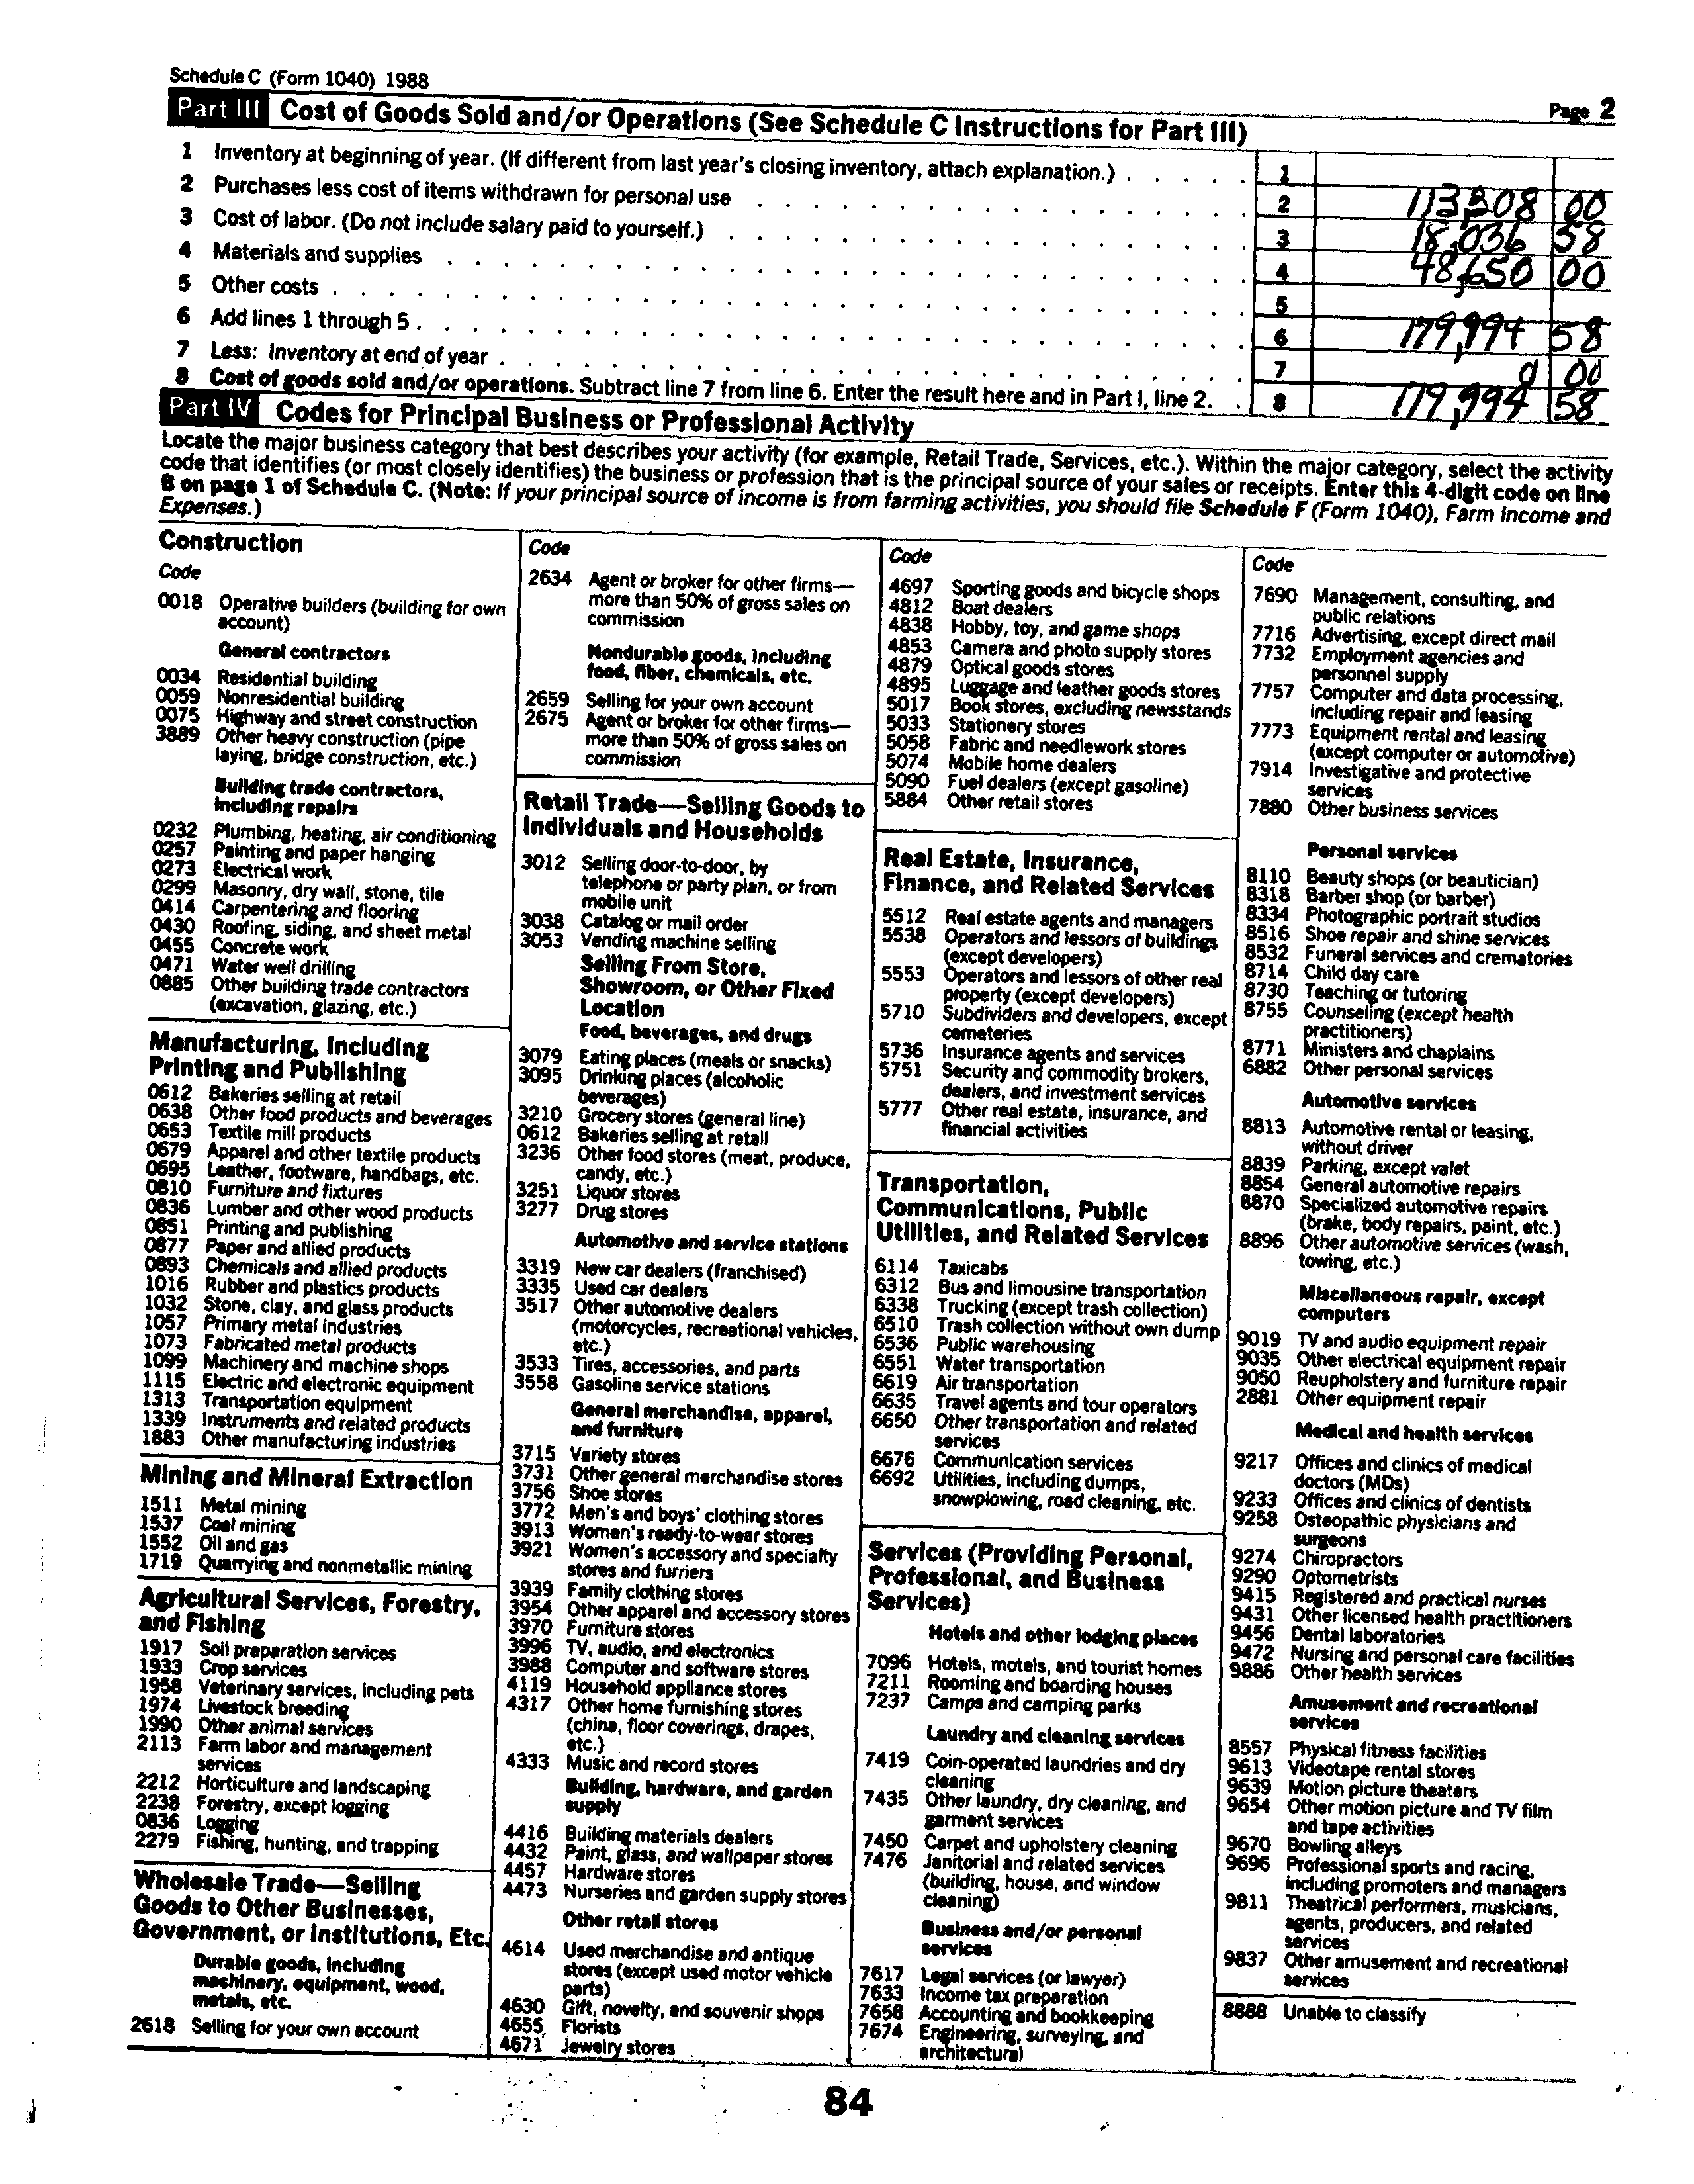 Schedule C (Form 1040) 1988
Page 2
Part III Cost of Goods Sold and/or Operations (See Schedule C Instructions for Part III)
1 Inventory at beginning of year. (If different from last year's closing inventory, attach explanation.) . . . . . 1
2 Purchases less cost of items withdrawn for personal use 2 113,308 00
3 Cost of labor. (Do not include salary paid to yourself.) 3 18,036 58
4 Materials and supplies 4 48,650 00
5 Other costs 5
6 Add lines 1 through 5 6 179,994 58
7 Less: Inventory at end of year 7 0 00
8 Cost of goods sold and/or operations. Subtract line 7 from line 6. Enter the result here and in Part I, line 2. . 8 179,994 58
Part IV Codes for Principal Business or Professional Activity
Locate the major business category that best describes your activity (for example, Retail Trade, Services, etc.). Within the major category, select the activity
code that identifies (or most closely identifies) the business or profession that is the principal source of your sales or receipts. Enter this 4-digit code on line
B on page 1 of Schedule C. (Note: If your principal source of income is from farming activities, you should file Schedule F (Form 1040), Farm Income and
Expenses.)
Construction
Code
0018 Operative builders (building for own
account)
General contractors
0034 Residential building
0059 Nonresidential building
0075 Highway and street construction
3889 Other heavy construction (pipe
laying, bridge construction, etc.)
Building trade contractors,
including repairs
0232 Plumbing, heating, air conditioning
0257 Painting and paper hanging
0273 Electrical work
0299 Masonry, dry wall, stone, tile
0414 Carpentering and flooring
0430 Roofing, siding, and sheet metal
0455 Concrete work
0471 Water well drilling
0885 Other building trade contractors
(excavation, glazing, etc.)
Manufacturing, Including
Printing and Publishing
0612 Bakeries selling at retail
0638 Other food products and beverages
0653 Textile mill products
0679 Apparel and other textile products
0695 Leather, footware, handbags, etc.
0810 Furniture and fixtures
0836 Lumber and other wood products
0851 Printing and publishing
0877 Paper and allied products
0893 Chemicals and allied products
1016 Rubber and plastics products
1032 Stone, clay, and glass products
1057 Primary metal industries
1073 Fabricated metal products
1099 Machinery and machine shops
1115 Electric and electronic equipment
1313 Transportation equipment
1339 Instruments and related products
1883 Other manufacturing industries
Mining and Mineral Extraction
1511 Metal mining
1537 Coal mining
1552 Oil and gas
1719 Quarrying and nonmetallic mining
Agricultural Services, Forestry,
and Fishing
1917 Soil preparation services
1933 Crop services
1958 Veterinary services, including pets
1974 Livestock breeding
1990 Other animal services
2113 Farm labor and management
services
2212 Horticulture and landscaping
2238 Forestry, except logging
0836 Logging
2279 Fishing, hunting, and trapping
Wholesale Trade—Selling
Goods to Other Businesses,
Government, or Institutions, Etc.
Durable goods, including
machinery, equipment, wood,
metals, etc.
2618 Selling for your own account
Code
2634 Agent or broker for other firms—
more than 50% of gross sales on
commission
Nondurable goods, including
food, fiber, chemicals, etc.
2659 Selling for your own account
2675 Agent or broker for other firms—
more than 50% of gross sales on
commission
Retail Trade—Selling Goods to
Individuals and Households
3012 Selling door-to-door, by
telephone or party plan, or from
mobile unit
3038 Catalog or mail order
3053 Vending machine selling
Selling From Store,
Showroom, or Other Fixed
Location
Food, beverages, and drugs
3079 Eating places (meals or snacks)
3095 Drinking places (alcoholic
beverages)
3210 Grocery stores (general line)
0612 Bakeries selling at retail
3236 Other food stores (meat, produce,
candy, etc.)
3251 Liquor stores
3277 Drug stores
Automotive and service stations
3319 New car dealers (franchised)
3335 Used car dealers
3517 Other automotive dealers
(motorcycles, recreational vehicles,
etc.)
3533 Tires, accessories, and parts
3558 Gasoline service stations
General merchandise, apparel,
and furniture
3715 Variety stores
3731 Other general merchandise stores
3756 Shoe stores
3772 Men's and boys' clothing stores
3913 Women's ready-to-wear stores
3921 Women's accessory and specialty
stores and furriers
3939 Family clothing stores
3954 Other apparel and accessory stores
3970 Furniture stores
3996 TV, audio, and electronics
3988 Computer and software stores
4119 Household appliance stores
4317 Other home furnishing stores
(china, floor coverings, drapes,
etc.)
4333 Music and record stores
Building, hardware, and garden
supply
4416 Building materials dealers
4432 Paint, glass, and wallpaper stores
4457 Hardware stores
4473 Nurseries and garden supply stores
Other retail stores
4614 Used merchandise and antique
stores (except used motor vehicle
parts)
4630 Gift, novelty, and souvenir shops
4655 Florists
4671 Jewelry stores
Code
4697 Sporting goods and bicycle shops
4812 Boat dealers
4838 Hobby, toy, and game shops
4853 Camera and photo supply stores
4879 Optical goods stores
4895 Luggage and leather goods stores
5017 Book stores, excluding newsstands
5033 Stationery stores
5058 Fabric and needlework stores
5074 Mobile home dealers
5090 Fuel dealers (except gasoline)
5884 Other retail stores
Real Estate, Insurance,
Finance, and Related Services
5512 Real estate agents and managers
5538 Operators and lessors of buildings
(except developers)
5553 Operators and lessors of other real
property (except developers)
5710 Subdividers and developers, except
cemeteries
5736 Insurance agents and services
5751 Security and commodity brokers,
dealers, and investment services
5777 Other real estate, insurance, and
financial activities
Transportation,
Communications, Public
Utilities, and Related Services
6114 Taxicabs
6312 Bus and limousine transportation
6338 Trucking (except trash collection)
6510 Trash collection without own dump
6536 Public warehousing
6551 Water transportation
6619 Air transportation
6635 Travel agents and tour operators
6650 Other transportation and related
services
6676 Communication services
6692 Utilities, including dumps,
snowplowing, road cleaning, etc.
Services (Providing Personal,
Professional, and Business
Services)
Hotels and other lodging places
7096 Hotels, motels, and tourist homes
7211 Rooming and boarding houses
7237 Camps and camping parks
Laundry and cleaning services
7419 Coin-operated laundries and dry
cleaning
7435 Other laundry, dry cleaning, and
garment services
7450 Carpet and upholstery cleaning
7476 Janitorial and related services
(building, house, and window
cleaning)
Business and/or personal
services
7617 Legal services (or lawyer)
7633 Income tax preparation
7658 Accounting and bookkeeping
7674 Engineering, surveying, and
architectural
Code
7690 Management, consulting, and
public relations
7716 Advertising, except direct mail
7732 Employment agencies and
personnel supply
7757 Computer and data processing,
including repair and leasing
7773 Equipment rental and leasing
(except computer or automotive)
7914 Investigative and protective
services
7880 Other business services
Personal services
8110 Beauty shops (or beautician)
8318 Barber shop (or barber)
8334 Photographic portrait studios
8516 Shoe repair and shine services
8532 Funeral services and crematories
8714 Child day care
8730 Teaching or tutoring
8755 Counseling (except health
practitioners)
8771 Ministers and chaplains
6882 Other personal services
Automotive services
8813 Automotive rental or leasing,
without driver
8839 Parking, except valet
8854 General automotive repairs
8870 Specialized automotive repairs
(brake, body repairs, paint, etc.)
8896 Other automotive services (wash,
towing, etc.)
Miscellaneous repair, except
computers
9019 TV and audio equipment repair
9035 Other electrical equipment repair
9050 Reupholstery and furniture repair
2881 Other equipment repair
Medical and health services
9217 Offices and clinics of medical
doctors (MDs)
9233 Offices and clinics of dentists
9258 Osteopathic physicians and
surgeons
9274 Chiropractors
9290 Optometrists
9415 Registered and practical nurses
9431 Other licensed health practitioners
9456 Dental laboratories
9472 Nursing and personal care facilities
9886 Other health services
Amusement and recreational
services
8557 Physical fitness facilities
9613 Videotape rental stores
9639 Motion picture theaters
9654 Other motion picture and TV film
and tape activities
9670 Bowling alleys
9696 Professional sports and racing,
including promoters and managers
9811 Theatrical performers, musicians,
agents, producers, and related
services
9837 Other amusement and recreational
services
8888 Unable to classify
84